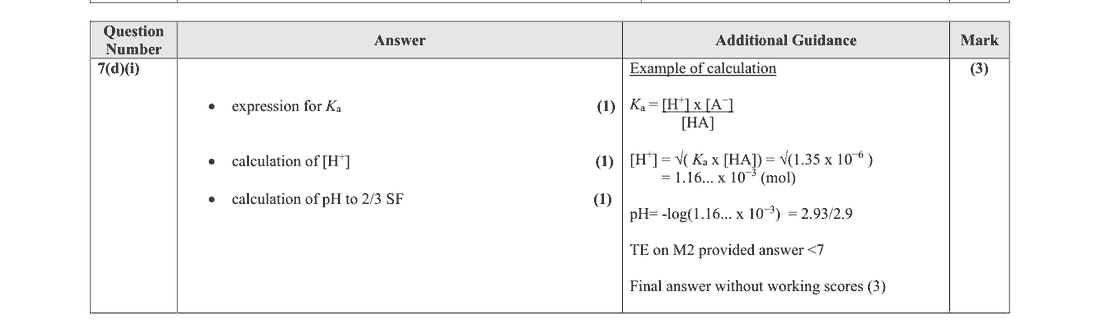 Question Number
Answer
Additional Guidance
Mark
7(d)(i)
Example of calculation
(3)
• expression for Kₐ (1)
Kₐ = [H⁺] x [A⁻]
[HA]
• calculation of [H⁺] (1)
[H⁺] = √( Kₐ x [HA]) = √(1.35 x 10⁻⁶ )
= 1.16... x 10⁻³ (mol)
• calculation of pH to 2/3 SF (1)
pH= -log(1.16... x 10⁻³) = 2.93/2.9
TE on M2 provided answer <7
Final answer without working scores (3)